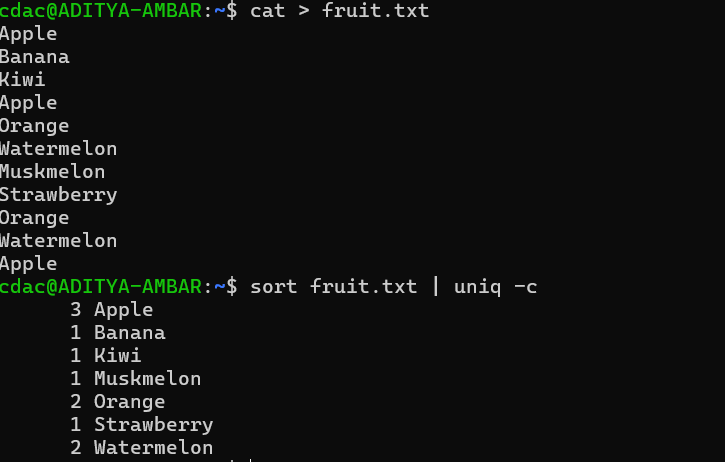 cdac@ADITYA-AMBAR:~$ cat > fruit.txt
Apple
Banana
Kiwi
Apple
Orange
Watermelon
Muskmelon
Strawberry
Orange
Watermelon
Apple
cdac@ADITYA-AMBAR:~$ sort fruit.txt | uniq -c
3 Apple
1 Banana
1 Kiwi
1 Muskmelon
2 Orange
1 Strawberry
2 Watermelon